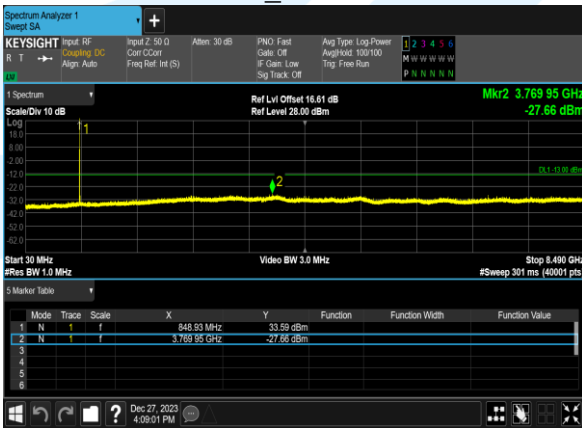 Spectrum Analyzer 1
Swept SA
+
KEYSIGHT Input: RF Input Z: 50 Ω Atten: 30 dB PNO: Fast Avg Type: Log-Power 1 2 3 4 5 6
R T Coupling: DC Corr CCorr Gate: Off Avg|Hold: 100/100 M W W W W W
Align: Auto Freq Ref: Int (S) IF Gain: Low Trig: Free Run
Sig Track: Off P N N N N N
LV
1 Spectrum Ref Lvl Offset 16.61 dB Mkr2 3.769 95 GHz
Scale/Div 10 dB Ref Level 28.00 dBm -27.66 dBm
Log
18.0
8.00
-2.00
-12.0
-22.0
-32.0
-42.0
-52.0
-62.0
1
2
DL1 -13.00 dBm
Start 30 MHz Video BW 3.0 MHz Stop 8.490 GHz
#Res BW 1.0 MHz #Sweep 301 ms (40001 pts)
5 Marker Table
Mode Trace Scale X Y Function Function Width Function Value
1 N 1 f 848.93 MHz 33.59 dBm
2 N 1 f 3.769 95 GHz -27.66 dBm
3
4
5
6
? Dec 27, 2023
4:09:01 PM